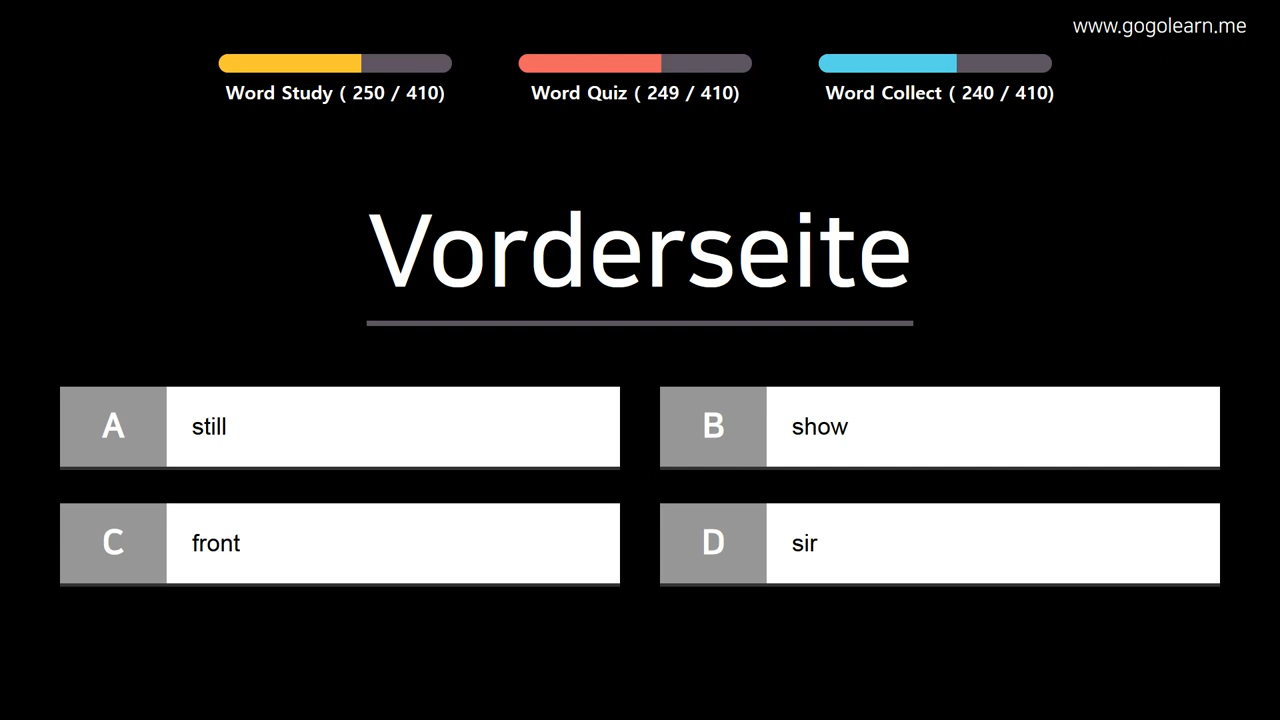 www.gogolearn.me
Word Study ( 250 / 410)
Word Quiz ( 249 / 410)
Word Collect ( 240 / 410)
Vorderseite
A still
B show
C front
D sir